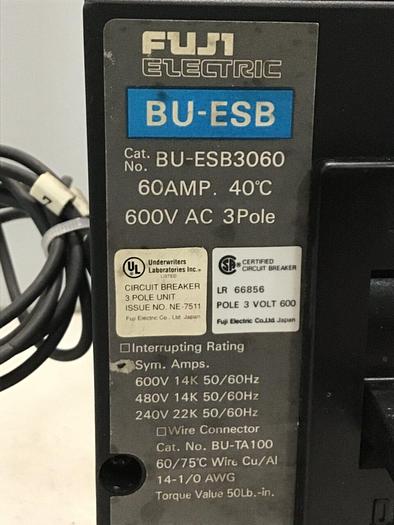 FUJI
ELECTRIC
BU-ESB
Cat. No. BU-ESB3060
60AMP. 40℃
600V AC 3Pole
UL Underwriters Laboratories Inc.®
LISTED
CIRCUIT BREAKER
3 POLE UNIT
ISSUE NO. NE-7511
Fuji Electric Co., Ltd. Japan
SA CERTIFIED
CIRCUIT BREAKER
LR 66856
POLE 3 VOLT 600
Fuji Electric Co.,Ltd. Japan
□Interrupting Rating
Sym. Amps.
600V 14K 50/60Hz
480V 14K 50/60Hz
240V 22K 50/60Hz
□Wire Connector
Cat. No. BU-TA100
60/75℃ Wire Cu/Al
14-1/0 AWG
Torque Value 50Lb.-in.